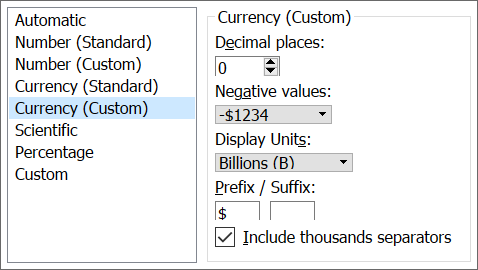 Automatic
Number (Standard)
Number (Custom)
Currency (Standard)
Currency (Custom)
Scientific
Percentage
Custom
Currency (Custom)
Decimal places:
0
Negative values:
-$1234
Display Units:
Billions (B)
Prefix / Suffix:
$
Include thousands separators